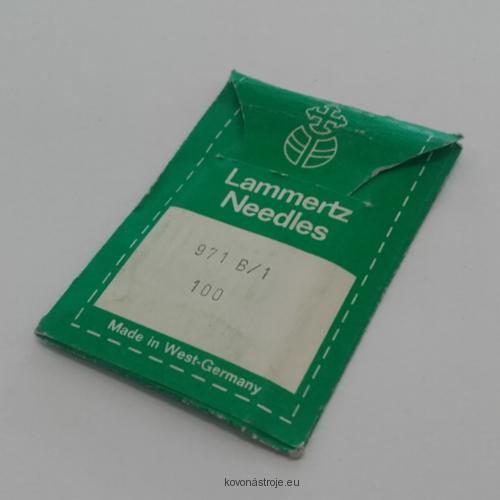 Lammertz
Needles
971 B/1
100
Made in West-Germany
kovonástroje.eu